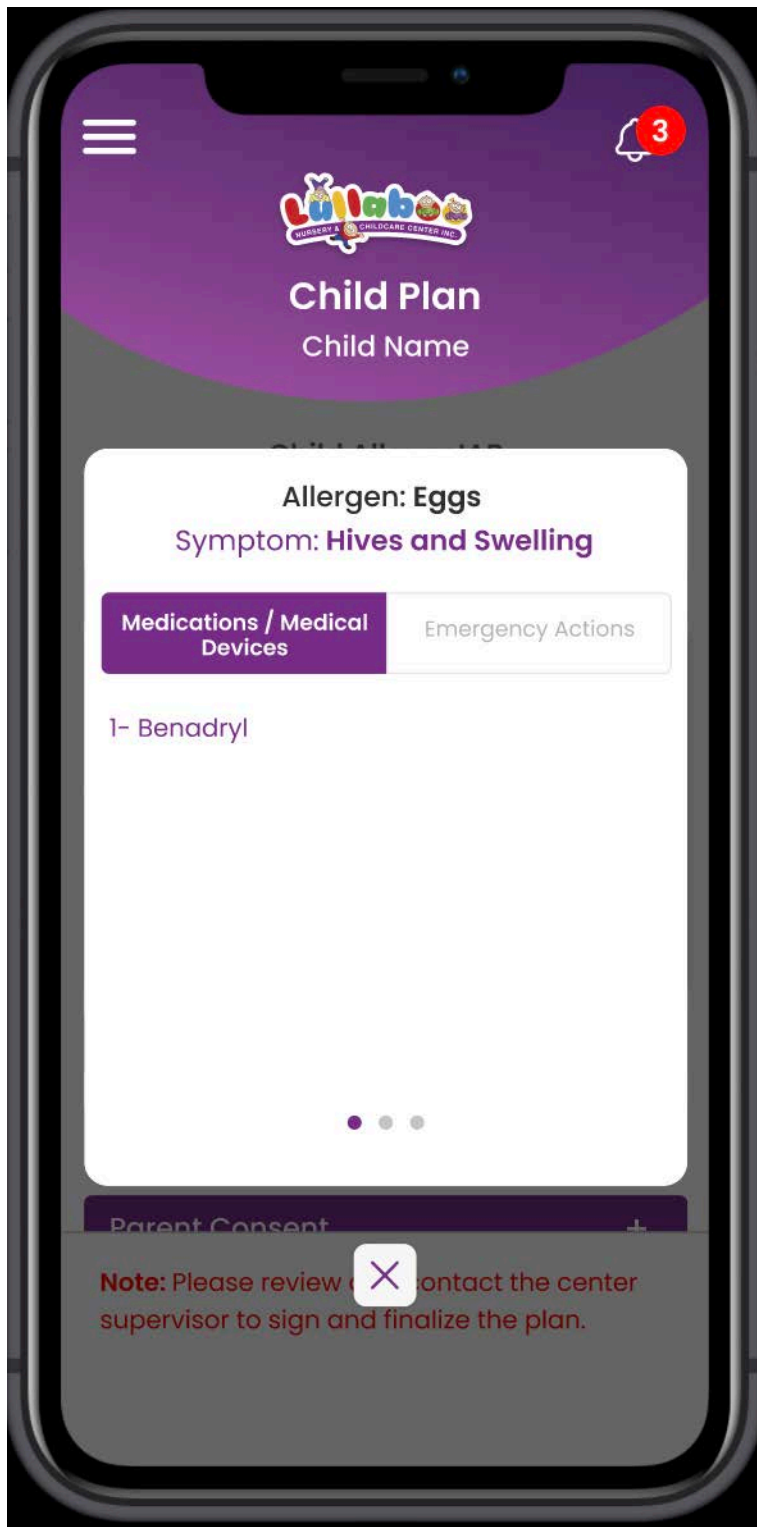 3
Lullaboo
NURSERY & CHILDCARE CENTER INC.
Child Plan
Child Name
Allergen: Eggs
Symptom: Hives and Swelling
Medications / Medical
Devices
Emergency Actions
1- Benadryl
Parent Consent +
Note: Please review contact the center
supervisor to sign and finalize the plan.